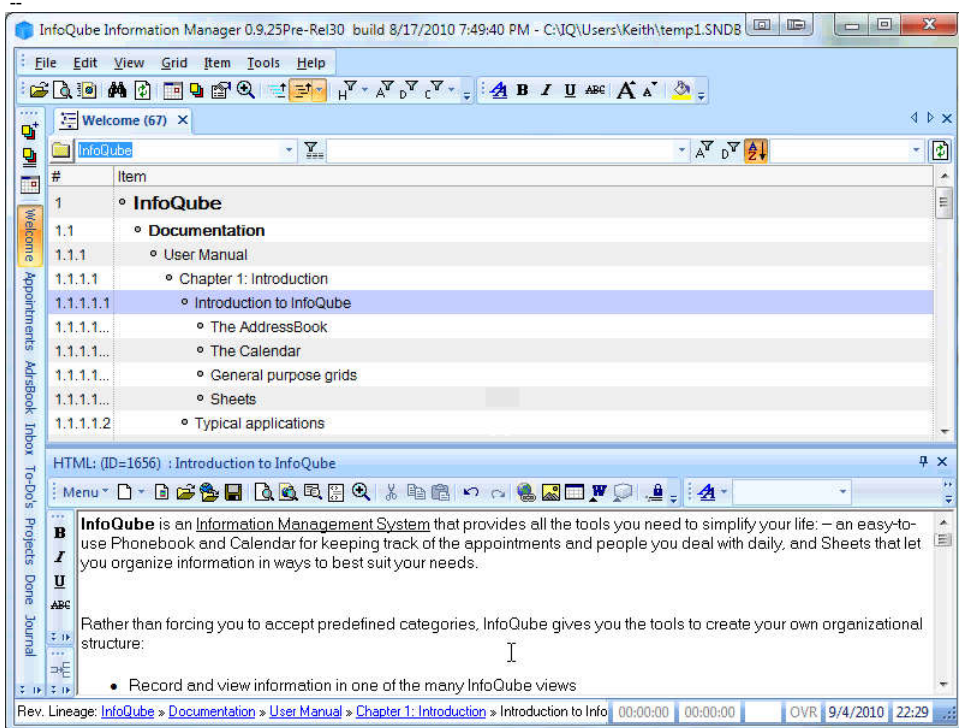 --
InfoQube Information Manager 0.9.25Pre-Rel30 build 8/17/2010 7:49:40 PM - C:\IQ\Users\Keith\temp1.SNDB
File Edit View Grid Item Tools Help
Welcome (67)
InfoQube
# Item
1 InfoQube
1.1 Documentation
1.1.1 User Manual
1.1.1.1 Chapter 1: Introduction
1.1.1.1.1 Introduction to InfoQube
1.1.1.1... The AddressBook
1.1.1.1... The Calendar
1.1.1.1... General purpose grids
1.1.1.1... Sheets
1.1.1.1.2 Typical applications
Welcome
Appointments
AdrsBook
Inbox
To-Do's
Projects
Done
Journal
HTML: (ID=1656) : Introduction to InfoQube
Menu
InfoQube is an Information Management System that provides all the tools you need to simplify your life: – an easy-to-
use Phonebook and Calendar for keeping track of the appointments and people you deal with daily, and Sheets that let
you organize information in ways to best suit your needs.
Rather than forcing you to accept predefined categories, InfoQube gives you the tools to create your own organizational
structure:
• Record and view information in one of the many InfoQube views
Rev. Lineage: InfoQube » Documentation » User Manual » Chapter 1: Introduction » Introduction to Info 00:00:00 00:00:00 OVR 9/4/2010 22:29